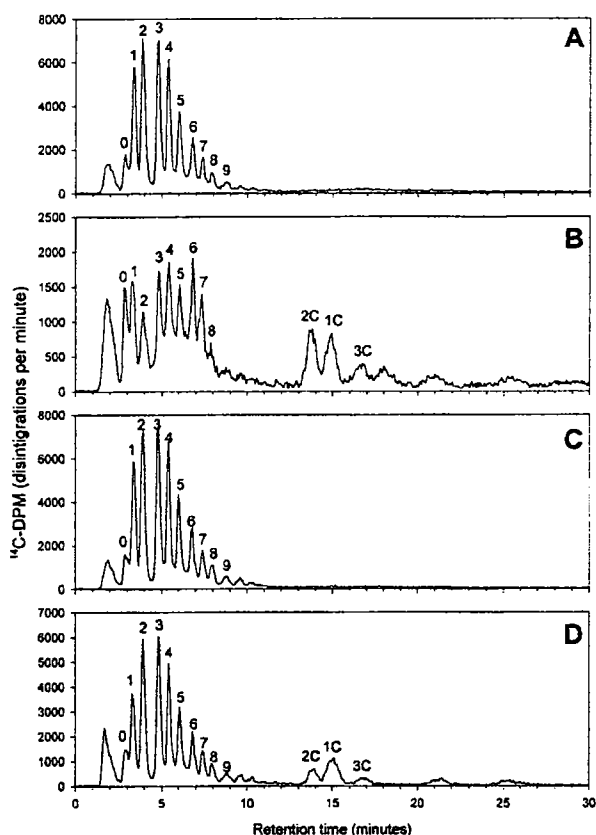 ¹⁴C-DPM (disintigrations per minute)
A
8000
6000
4000
2000
0
0 1 2 3 4 5 6 7 8 9
B
2500
2000
1500
1000
500
0
0 1 2 3 4 5 6 7 8 2C 1C 3C
C
8000
6000
4000
2000
0
0 1 2 3 4 5 6 7 8 9
D
7000
6000
5000
4000
3000
2000
1000
0
0 1 2 3 4 5 6 7 8 9 2C 1C 3C
0 5 10 15 20 25 30
Retention time (minutes)